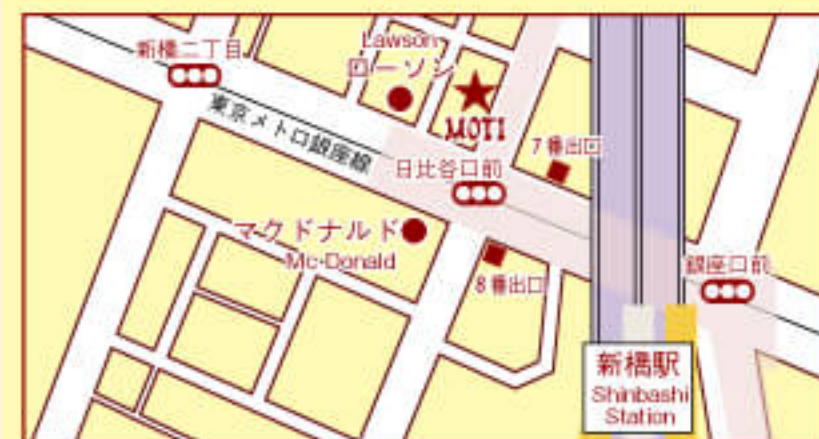 新橋二丁目
Lawson
ローソン
東京メトロ銀座線
MOTI
7番出口
日比谷口前
マクドナルド
Mc-Donald
8番出口
銀座口前
新橋駅
Shinbashi
Station